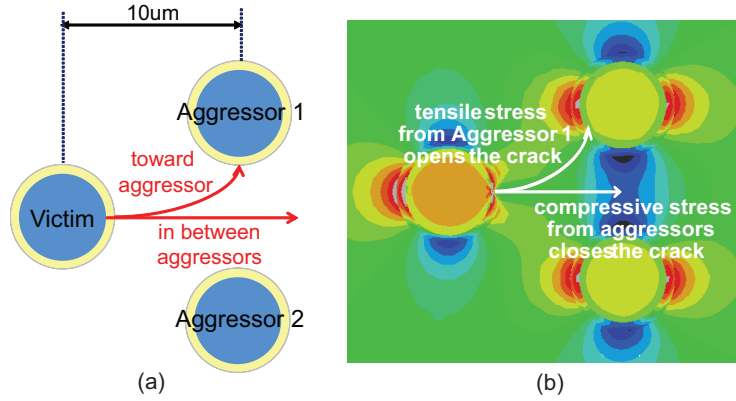 10um
Aggressor 1
toward
aggressor
Victim
in between
aggressors
Aggressor 2
(a)
tensile stress
from Aggressor 1
opens the crack
compressive stress
from aggressors
closes the crack
(b)